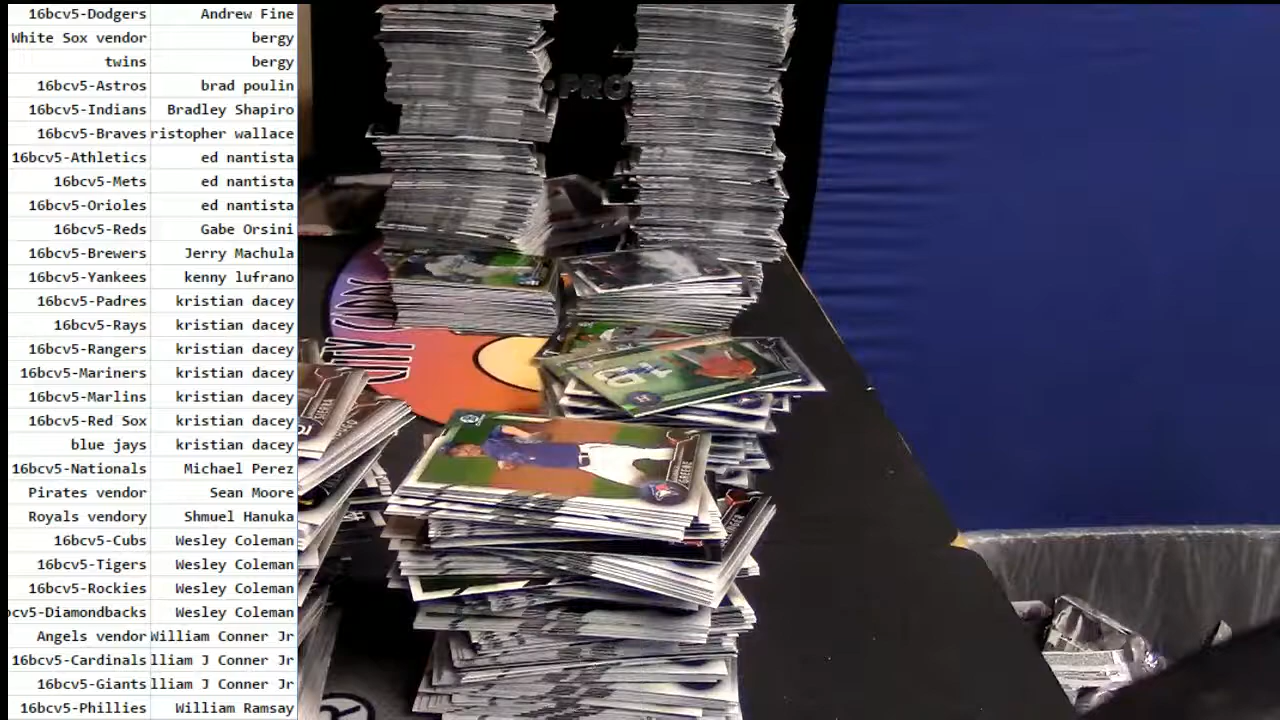 16bcv5-Dodgers Andrew Fine
White Sox vendor bergy
twins bergy
16bcv5-Astros brad poulin
16bcv5-Indians Bradley Shapiro
16bcv5-Braves ristopher wallace
16bcv5-Athletics ed nantista
16bcv5-Mets ed nantista
16bcv5-Orioles ed nantista
16bcv5-Reds Gabe Orsini
16bcv5-Brewers Jerry Machula
16bcv5-Yankees kenny lufrano
16bcv5-Padres kristian dacey
16bcv5-Rays kristian dacey
16bcv5-Rangers kristian dacey
16bcv5-Mariners kristian dacey
16bcv5-Marlins kristian dacey
16bcv5-Red Sox kristian dacey
blue jays kristian dacey
16bcv5-Nationals Michael Perez
Pirates vendor Sean Moore
Royals vendory Shmuel Hanuka
16bcv5-Cubs Wesley Coleman
16bcv5-Tigers Wesley Coleman
16bcv5-Rockies Wesley Coleman
bcv5-Diamondbacks Wesley Coleman
Angels vendor William Conner Jr
16bcv5-Cardinals lliam J Conner Jr
16bcv5-Giants lliam J Conner Jr
16bcv5-Phillies William Ramsay
PRO
GREENE
SIERRA